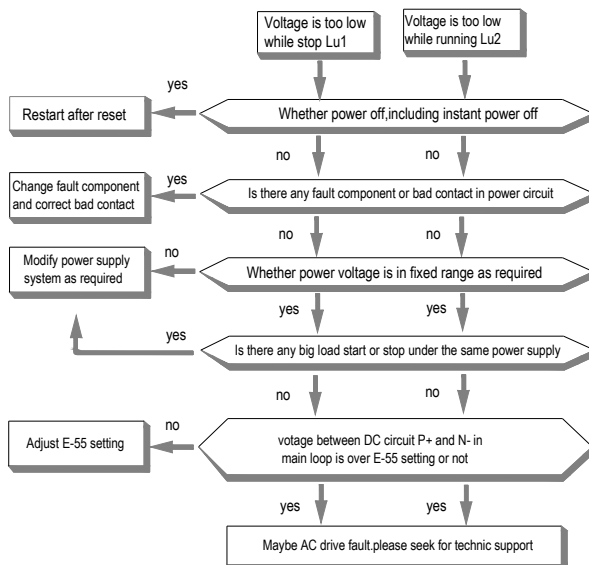 Voltage is too low
while stop Lu1
Voltage is too low
while running Lu2
yes
Restart after reset
Whether power off,including instant power off
no
no
Change fault component
and correct bad contact
yes
Is there any fault component or bad contact in power circuit
no
no
Modify power supply
system as required
no
Whether power voltage is in fixed range as required
yes
yes
yes
Is there any big load start or stop under the same power supply
no
no
Adjust E-55 setting
no
votage between DC circuit P+ and N- in
main loop is over E-55 setting or not
yes
yes
Maybe AC drive fault.please seek for technic support